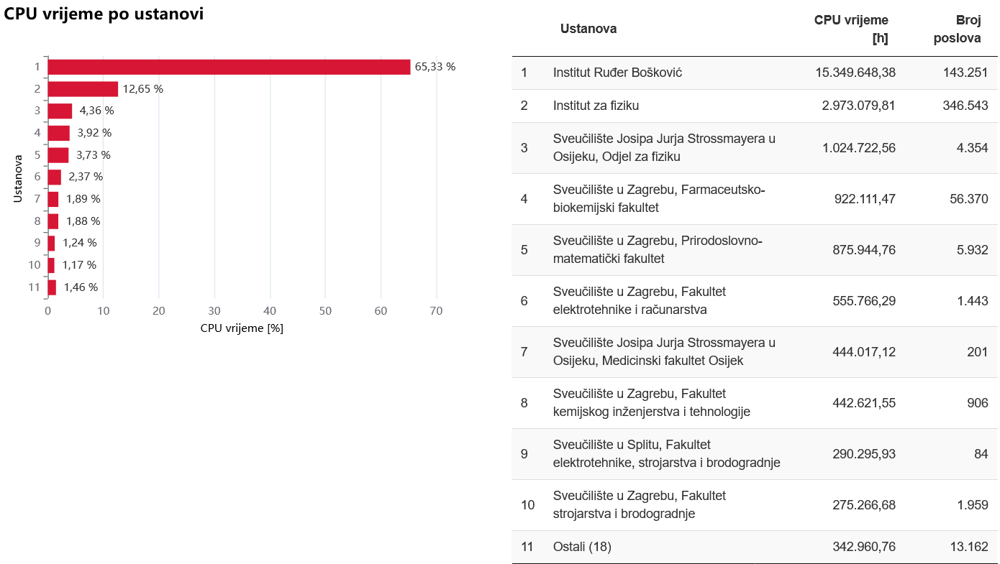 CPU vrijeme po ustanovi
Ustanova
1 65,33 %
2 12,65 %
3 4,36 %
4 3,92 %
5 3,73 %
6 2,37 %
7 1,89 %
8 1,88 %
9 1,24 %
10 1,17 %
11 1,46 %
0 10 20 30 40 50 60 70
CPU vrijeme [%]
Ustanova CPU vrijeme [h] Broj poslova
1 Institut Ruđer Bošković 15.349.648,38 143.251
2 Institut za fiziku 2.973.079,81 346.543
3 Sveučilište Josipa Jurja Strossmayera u
Osijeku, Odjel za fiziku 1.024.722,56 4.354
4 Sveučilište u Zagrebu, Farmaceutsko-
biokemijski fakultet 922.111,47 56.370
5 Sveučilište u Zagrebu, Prirodoslovno-
matematički fakultet 875.944,76 5.932
6 Sveučilište u Zagrebu, Fakultet
elektrotehnike i računarstva 555.766,29 1.443
7 Sveučilište Josipa Jurja Strossmayera u
Osijeku, Medicinski fakultet Osijek 444.017,12 201
8 Sveučilište u Zagrebu, Fakultet
kemijskog inženjerstva i tehnologije 442.621,55 906
9 Sveučilište u Splitu, Fakultet
elektrotehnike, strojarstva i brodogradnje 290.295,93 84
10 Sveučilište u Zagrebu, Fakultet
strojarstva i brodogradnje 275.266,68 1.959
11 Ostali (18) 342.960,76 13.162